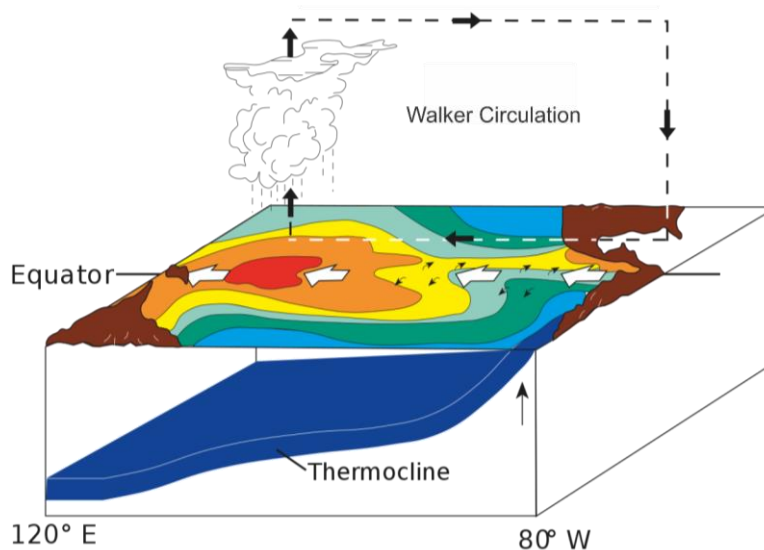 Walker Circulation
Equator
Thermocline
120° E
80° W